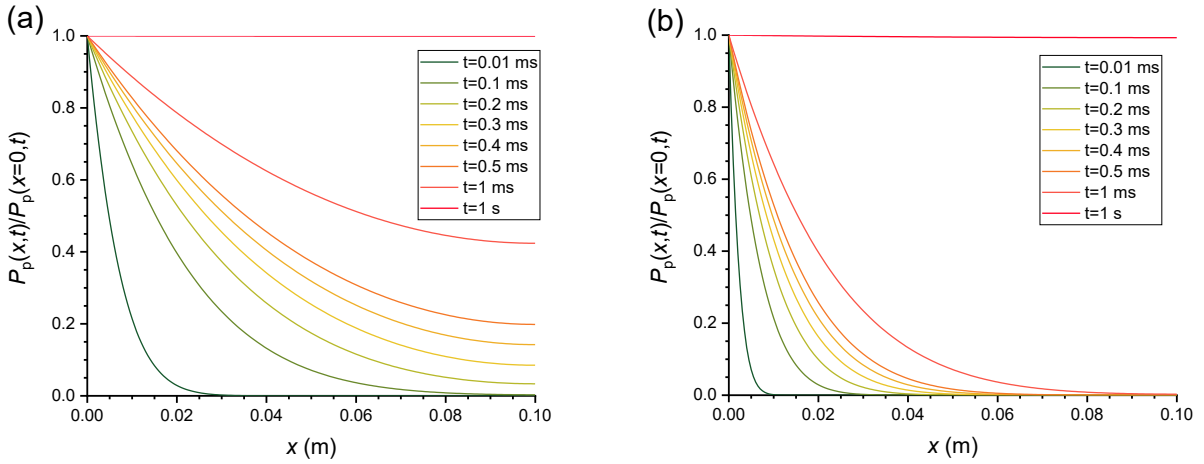 (a)
P_p(x,t)/P_p(x=0,t)
1.0
0.8
0.6
0.4
0.2
0.0
0.00
0.02
0.04
0.06
0.08
0.10
x (m)
t=0.01 ms
t=0.1 ms
t=0.2 ms
t=0.3 ms
t=0.4 ms
t=0.5 ms
t=1 ms
t=1 s
(b)
P_p(x,t)/P_p(x=0,t)
1.0
0.8
0.6
0.4
0.2
0.0
0.00
0.02
0.04
0.06
0.08
0.10
x (m)
t=0.01 ms
t=0.1 ms
t=0.2 ms
t=0.3 ms
t=0.4 ms
t=0.5 ms
t=1 ms
t=1 s